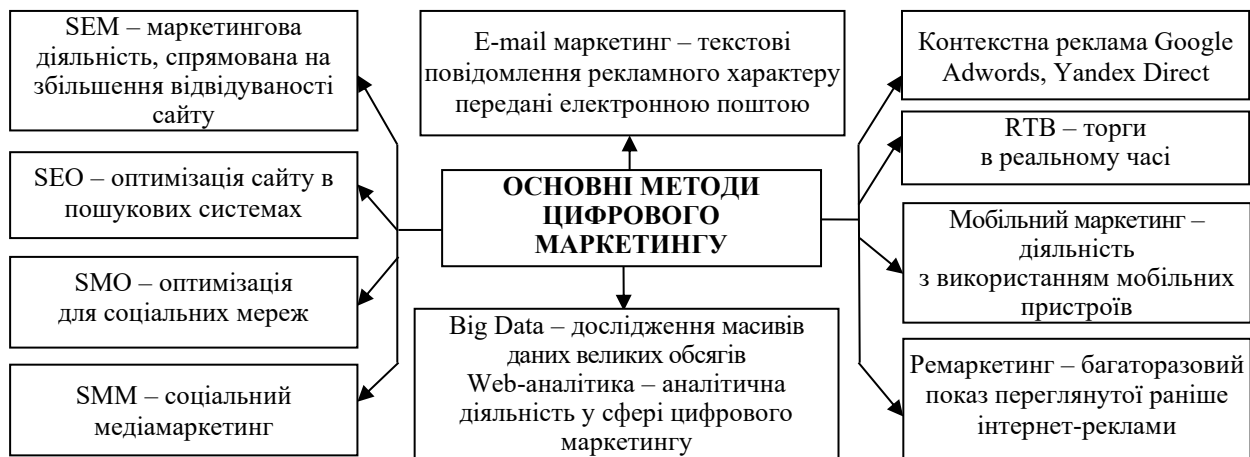 SEM – маркетингова
діяльність, спрямована на
збільшення відвідуваності
сайту
SEO – оптимізація сайту в
пошукових системах
SMO – оптимізація
для соціальних мереж
SMM – соціальний
медіамаркетинг
E-mail маркетинг – текстові
повідомлення рекламного характеру
передані електронною поштою
ОСНОВНІ МЕТОДИ
ЦИФРОВОГО
МАРКЕТИНГУ
Big Data – дослідження масивів
даних великих обсягів
Web-аналітика – аналітична
діяльність у сфері цифрового
маркетингу
Контекстна реклама Google
Adwords, Yandex Direct
RTB – торги
в реальному часі
Мобільний маркетинг –
діяльність
з використанням мобільних
пристроїв
Ремаркетинг – багаторазовий
показ переглянутої раніше
інтернет-реклами